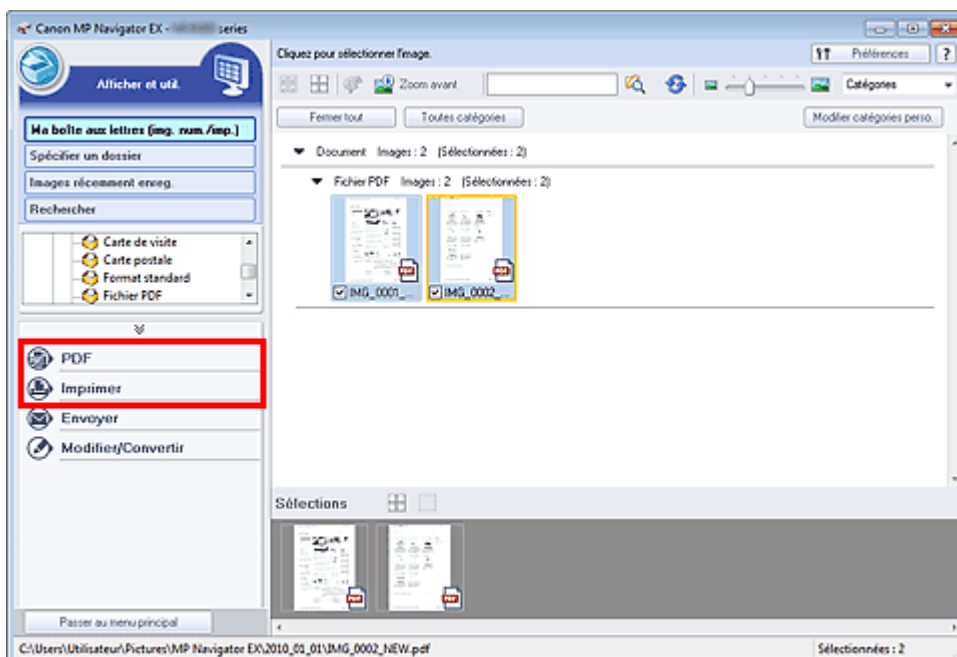 Canon MP Navigator EX - series
Cliquez pour sélectionner l'image.
Préférences
?
Afficher et util.
Zoom avant
Catégories
Fermer tout
Toutes catégories
Modifier catégories perso.
Ma boîte aux lettres (img. num./imp.)
Spécifier un dossier
Images récemment enreg.
Rechercher
Document Images : 2 (Sélectionnées : 2)
Fichier PDF Images : 2 (Sélectionnées : 2)
Carte de visite
Carte postale
Format standard
Fichier PDF
PDF
PDF
IMG_0001_...
IMG_0002_...
PDF
Imprimer
Envoyer
Modifier/Convertir
Sélections
PDF
PDF
Passer au menu principal
C:\Users\Utilisateur\Pictures\MP Navigator EX\2010_01_01\IMG_0002_NEW.pdf
Sélectionnées : 2